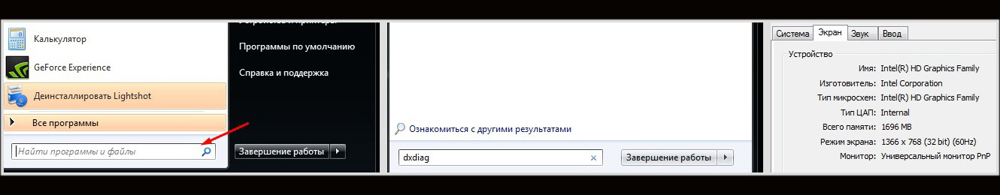 Калькулятор
GeForce Experience
Деинсталлировать Lightshot
Все программы
Найти программы и файлы
Устройства и принтеры
Программы по умолчанию
Справка и поддержка
Завершение работы
Ознакомиться с другими результатами
dxdiag
Завершение работы
Система Экран Звук Ввод
Устройство
Имя: Intel(R) HD Graphics Family
Изготовитель: Intel Corporation
Тип микросхем: Intel(R) HD Graphics Family
Тип ЦАП: Internal
Всего памяти: 1696 MB
Режим экрана: 1366 x 768 (32 bit) (60Hz)
Монитор: Универсальный монитор PnP